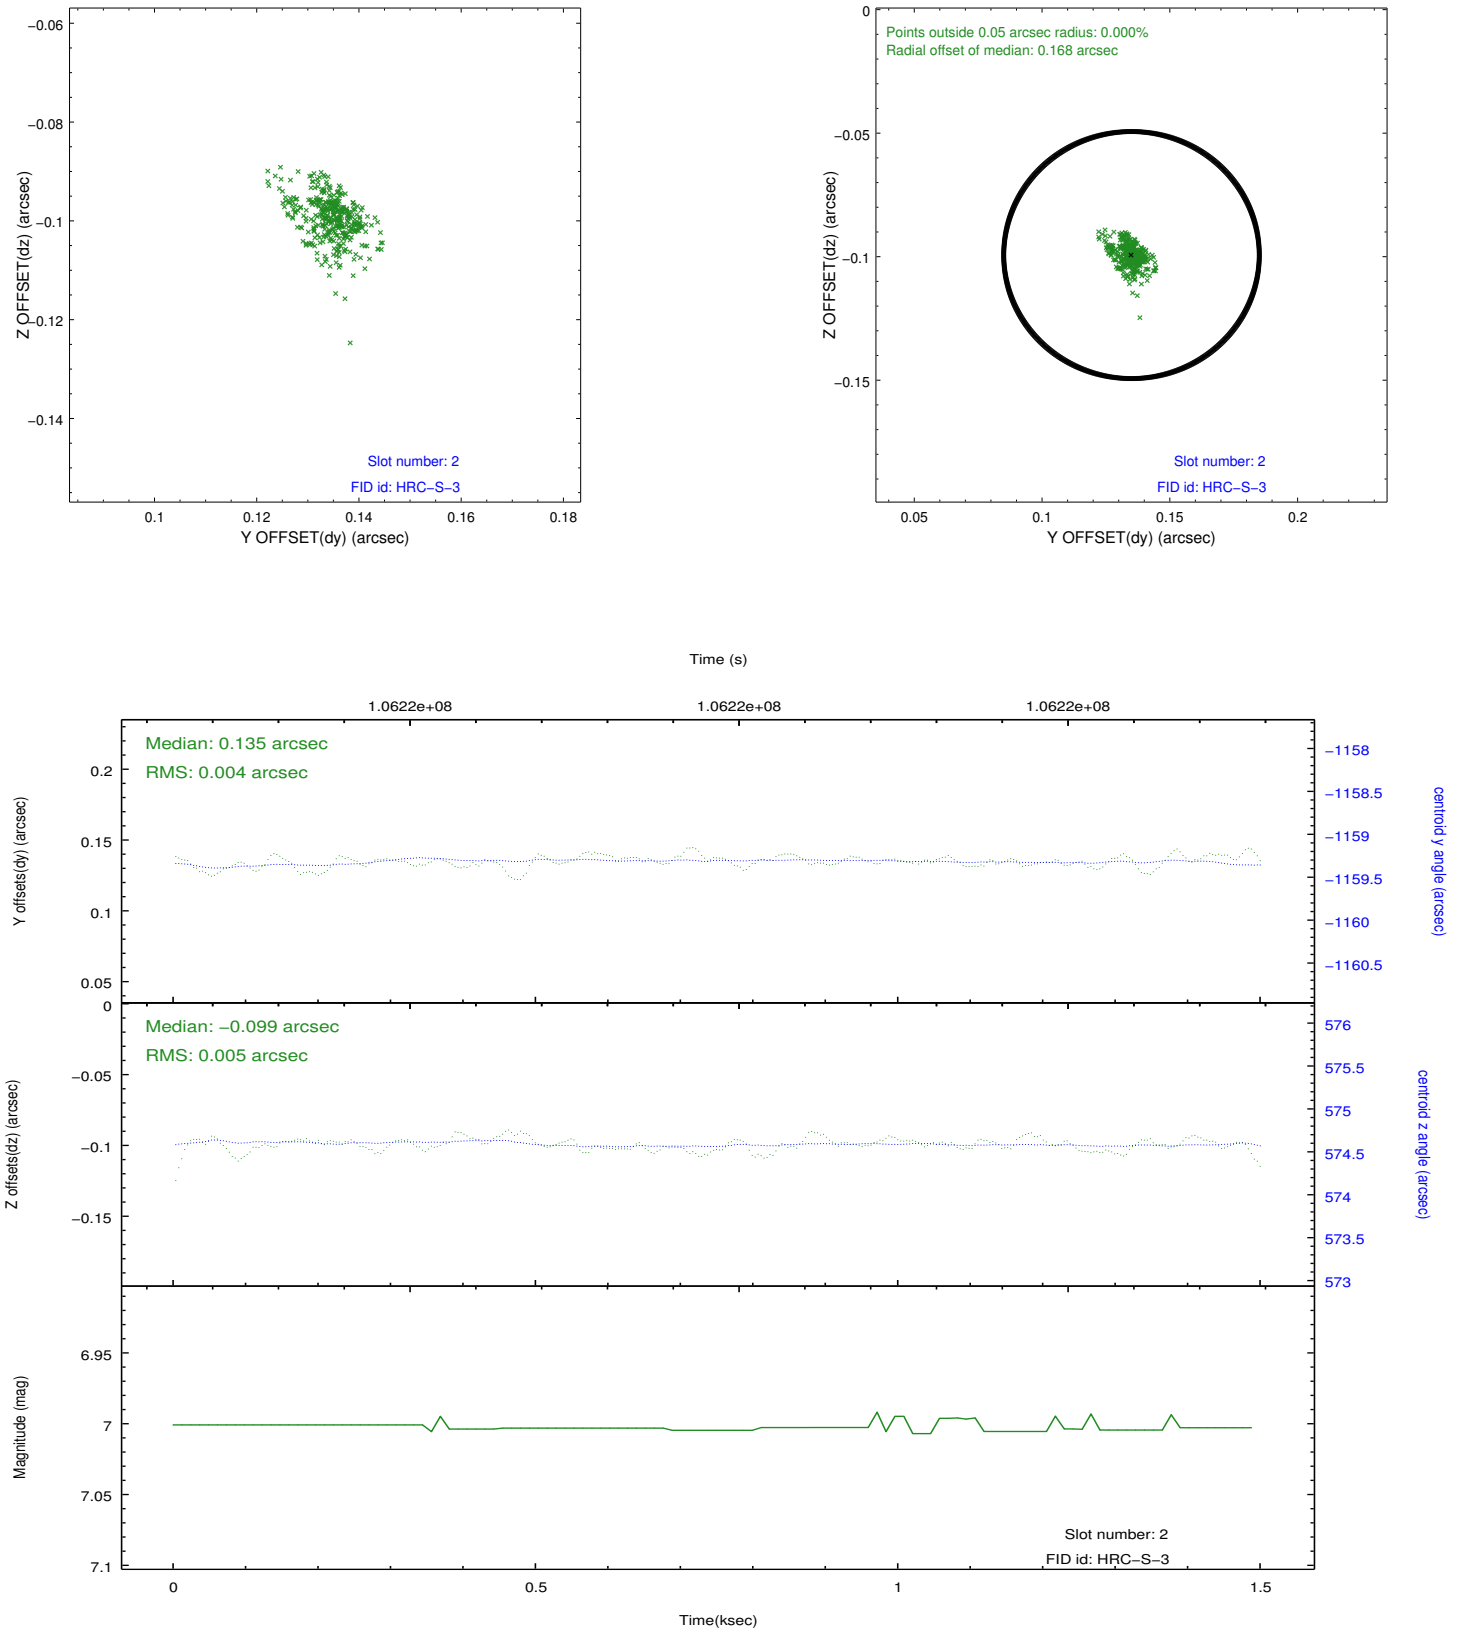 −0.06
−0.08
−0.1
−0.12
−0.14
Z OFFSET(dz) (arcsec)
Slot number: 2
FID id: HRC−S−3
0.1
0.12
0.14
0.16
0.18
Y OFFSET(dy) (arcsec)
0
−0.05
−0.1
−0.15
Z OFFSET(dz) (arcsec)
Points outside 0.05 arcsec radius: 0.000%
Radial offset of median: 0.168 arcsec
Slot number: 2
FID id: HRC−S−3
0.05
0.1
0.15
0.2
Y OFFSET(dy) (arcsec)
Time (s)
1.0622e+08
1.0622e+08
1.0622e+08
Median: 0.135 arcsec
RMS: 0.004 arcsec
0.2
0.15
0.1
0.05
Y offsets(dy) (arcsec)
−1158
−1158.5
−1159
−1159.5
−1160
−1160.5
centroid y angle (arcsec)
Median: −0.099 arcsec
RMS: 0.005 arcsec
0
−0.05
−0.1
−0.15
Z offsets(dz) (arcsec)
576
575.5
575
574.5
574
573.5
573
centroid z angle (arcsec)
6.95
7
7.05
7.1
Magnitude (mag)
Slot number: 2
FID id: HRC−S−3
0
0.5
1
1.5
Time(ksec)